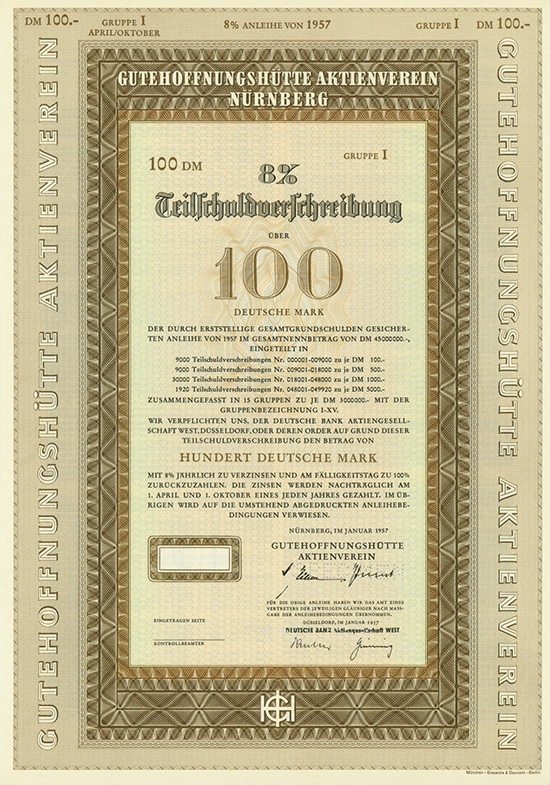 DM 100.- GRUPPE I 8% ANLEIHE VON 1957 GRUPPE I DM 100.-
APRIL/OKTOBER
GUTEHOFFNUNGSHÜTTE AKTIENVEREIN
GUTEHOFFNUNGSHÜTTE AKTIENVEREIN
GUTEHOFFNUNGSHÜTTE AKTIENVEREIN
NÜRNBERG
100 DM GRUPPE I
8%
Teilschuldverschreibung
ÜBER
100
DEUTSCHE MARK
DER DURCH ERSTSTELLIGE GESAMTGRUNDSCHULDEN GESICHER-
TEN ANLEIHE VON 1957 IM GESAMTNENNBETRAG VON DM 45000000.-,
EINGETEILT IN
9000 Teilschuldverschreibungen Nr. 000001-009000 zu je DM 100.-
9000 Teilschuldverschreibungen Nr. 009001-018000 zu je DM 500.-
30000 Teilschuldverschreibungen Nr. 018001-048000 zu je DM 1000.-
1920 Teilschuldverschreibungen Nr. 048001-049920 zu je DM 5000.-
ZUSAMMENGEFASST IN 15 GRUPPEN ZU JE DM 3000000.- MIT DER
GRUPPENBEZEICHNUNG I-XV.
WIR VERPFLICHTEN UNS, DER DEUTSCHE BANK AKTIENGESELL-
SCHAFT WEST, DÜSSELDORF, ODER DEREN ORDER AUF GRUND DIESER
TEILSCHULDVERSCHREIBUNG DEN BETRAG VON
HUNDERT DEUTSCHE MARK
MIT 8% JÄHRLICH ZU VERZINSEN UND AM FÄLLIGKEITSTAG ZU 100%
ZURÜCKZUZAHLEN. DIE ZINSEN WERDEN NACHTRÄGLICH AM
1. APRIL UND 1. OKTOBER EINES JEDEN JAHRES GEZAHLT. IM ÜB-
RIGEN WIRD AUF DIE UMSTEHEND ABGEDRUCKTEN ANLEIHEBE-
DINGUNGEN VERWIESEN.
NÜRNBERG, IM JANUAR 1957
GUTEHOFFNUNGSHÜTTE
AKTIENVEREIN
FÜR DIE OBIGE ANLEIHE HABEN WIR DAS AMT EINES
VERTRETERS DER JEWEILIGEN GLÄUBIGER NACH MASS-
GABE DER ANLEIHEBEDINGUNGEN ÜBERNOMMEN.
DÜSSELDORF, IM JANUAR 1957
DEUTSCHE BANK Aktiengesellschaft WEST
EINGETRAGEN SEITE
KONTROLLBEAMTER
GHH
München – Giesecke & Devrient – Berlin